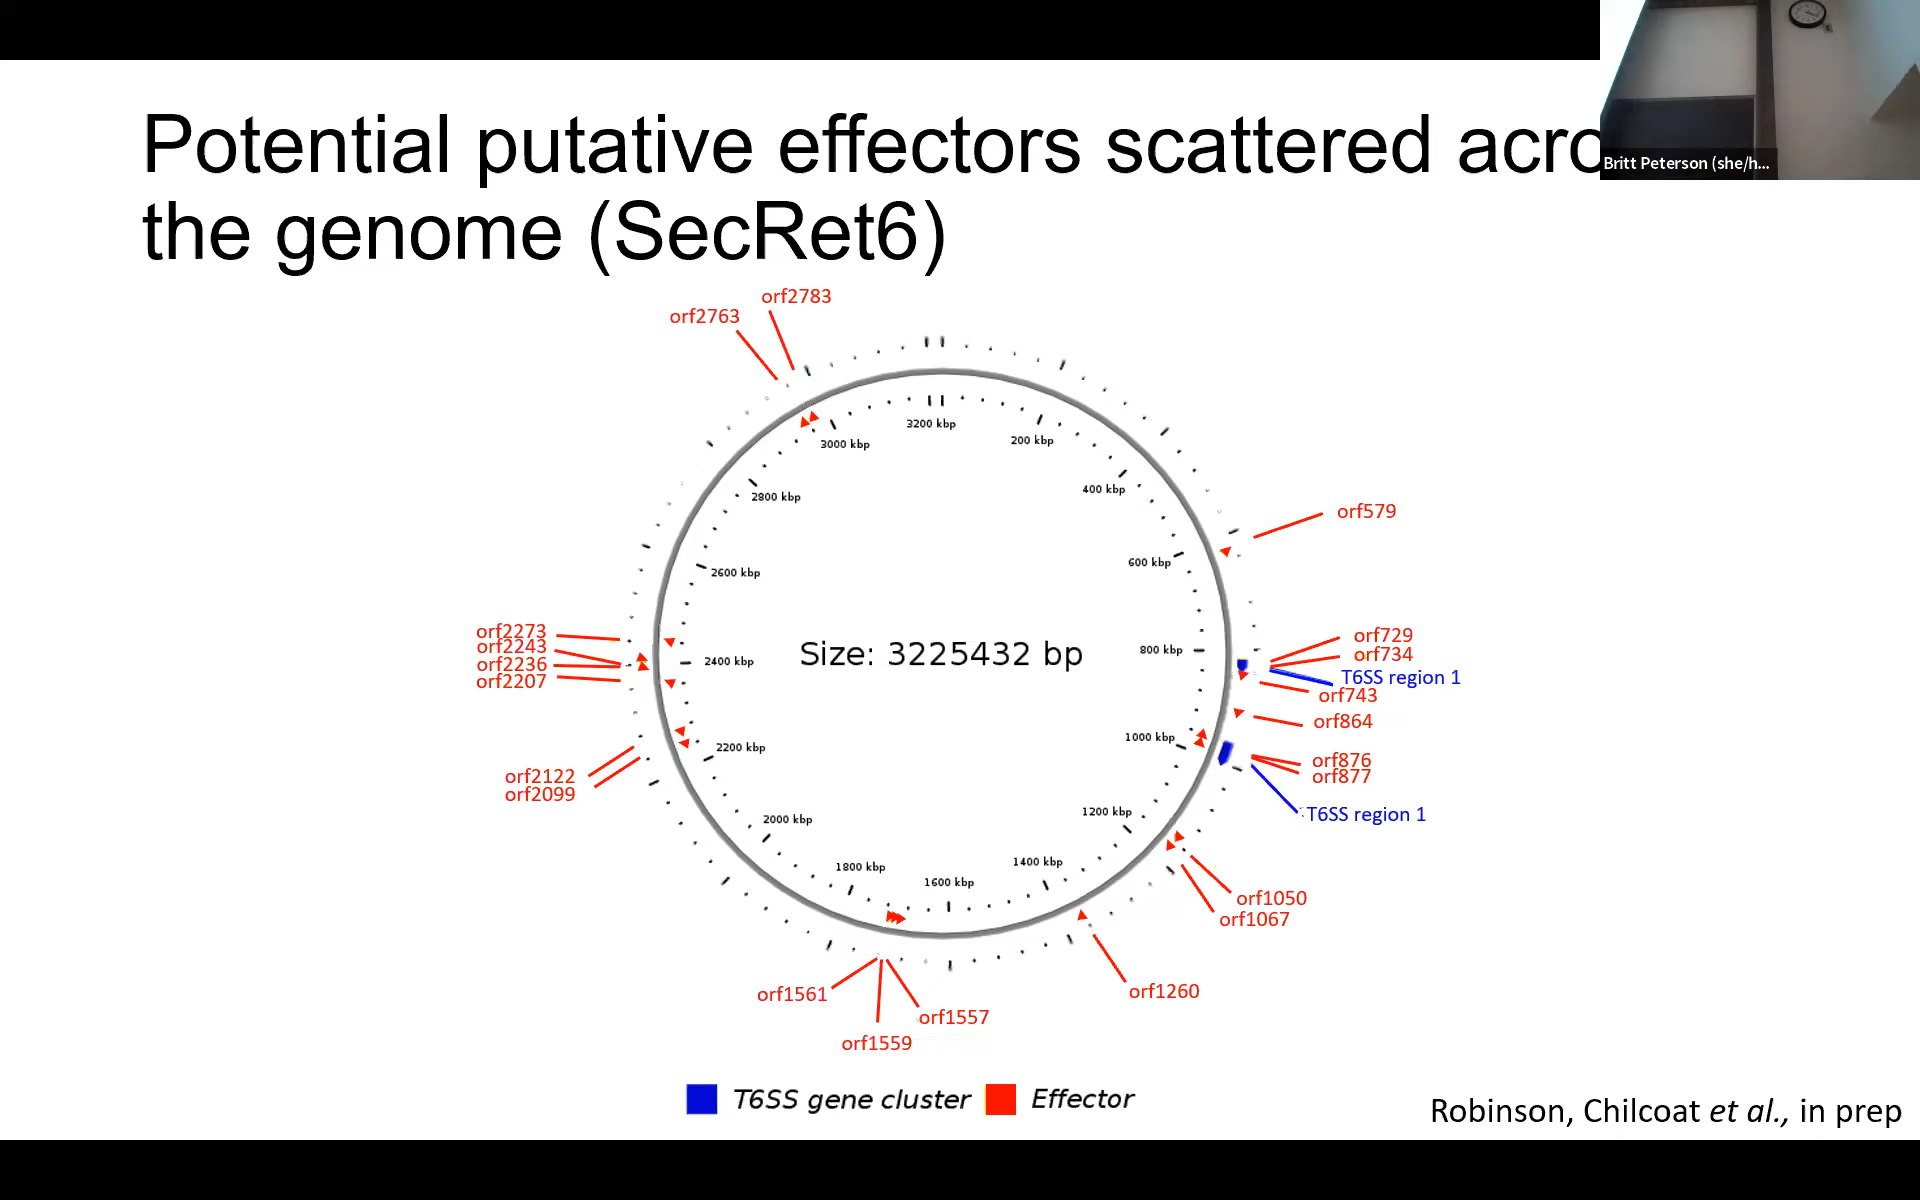 Potential putative effectors scattered acro
the genome (SecRet6)
Britt Peterson (she/h...
orf2783
orf2763
3200 kbp
3000 kbp
200 kbp
2800 kbp
400 kbp
orf579
2600 kbp
600 kbp
orf2273
orf2243
orf2236
orf2207
2400 kbp
Size: 3225432 bp
800 kbp
orf729
orf734
T6SS region 1
orf743
orf864
2200 kbp
1000 kbp
orf876
orf877
orf2122
orf2099
T6SS region 1
2000 kbp
1200 kbp
1800 kbp
1600 kbp
1400 kbp
orf1050
orf1067
orf1561
orf1557
orf1559
orf1260
T6SS gene cluster
Effector
Robinson, Chilcoat et al., in prep